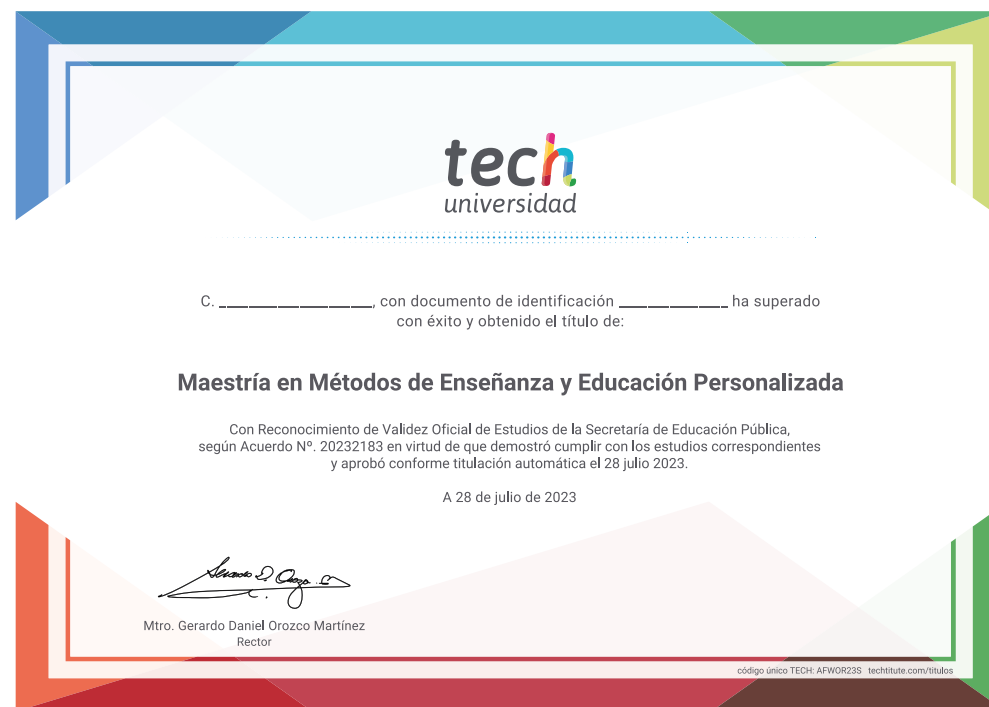 tech
universidad
C. __________________, con documento de identificación _____________ ha superado
con éxito y obtenido el título de:
Maestría en Métodos de Enseñanza y Educación Personalizada
Con Reconocimiento de Validez Oficial de Estudios de la Secretaría de Educación Pública,
según Acuerdo Nº. 20232183 en virtud de que demostró cumplir con los estudios correspondientes
y aprobó conforme titulación automática el 28 julio 2023.
A 28 de julio de 2023
Mtro. Gerardo Daniel Orozco Martínez
Rector
código único TECH: AFWOR23S techtitute.com/titulos